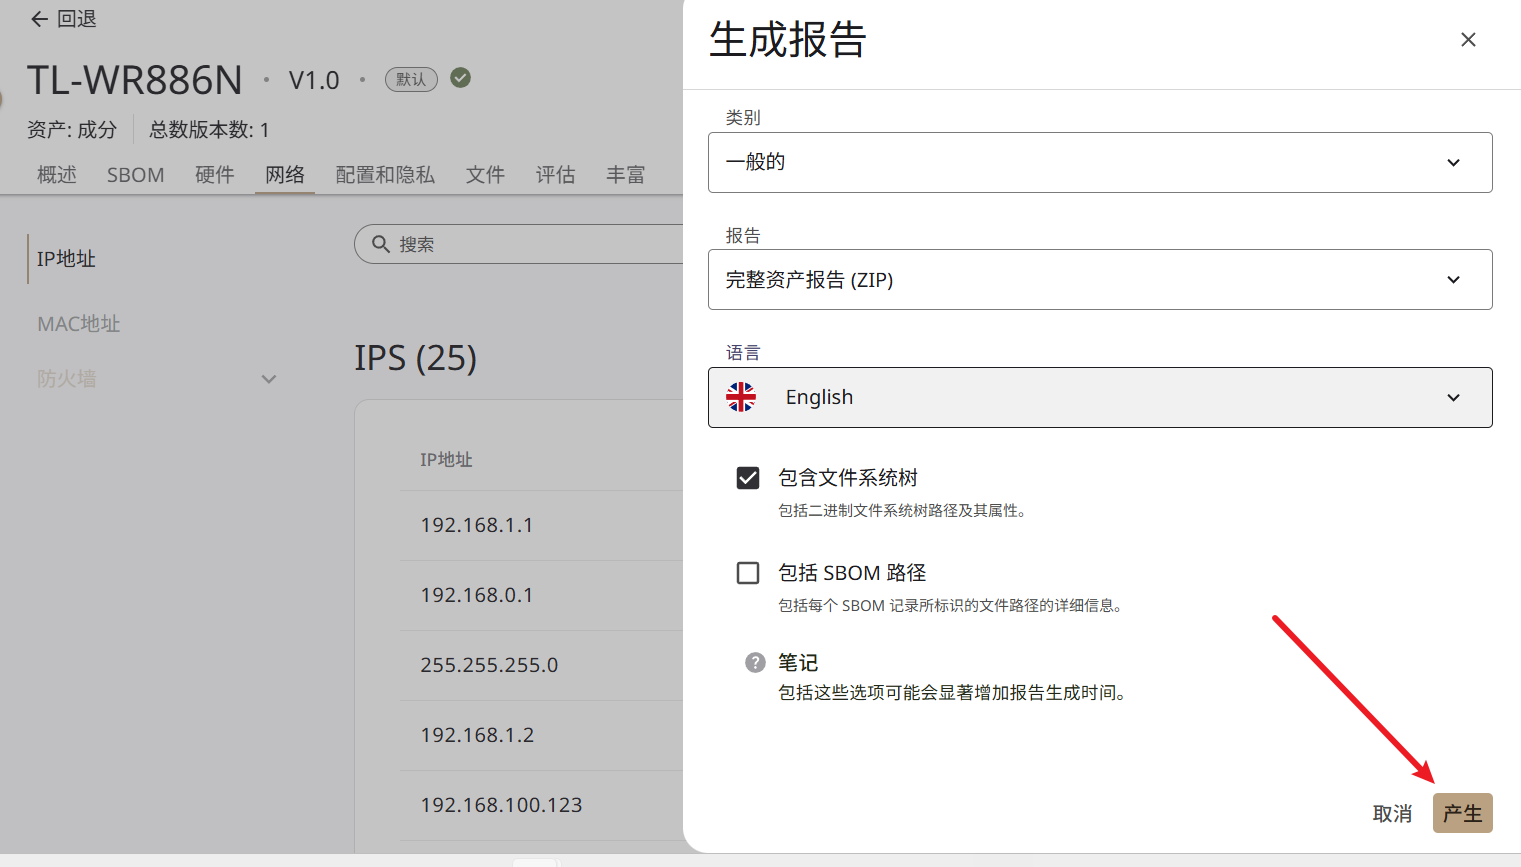 回退
TL-WR886N • V1.0 • 默认
资产: 成分 总数版本数: 1
概述 SBOM 硬件 网络 配置和隐私 文件 评估 丰富
IP地址
MAC地址
防火墙
搜索
IPS (25)
IP地址
192.168.1.1
192.168.0.1
255.255.255.0
192.168.1.2
192.168.100.123
生成报告
类别
一般的
报告
完整资产报告 (ZIP)
语言
English
包含文件系统树
包括二进制文件系统树路径及其属性。
包括 SBOM 路径
包括每个 SBOM 记录所标识的文件路径的详细信息。
? 笔记
包括这些选项可能会显著增加报告生成时间。
取消 产生